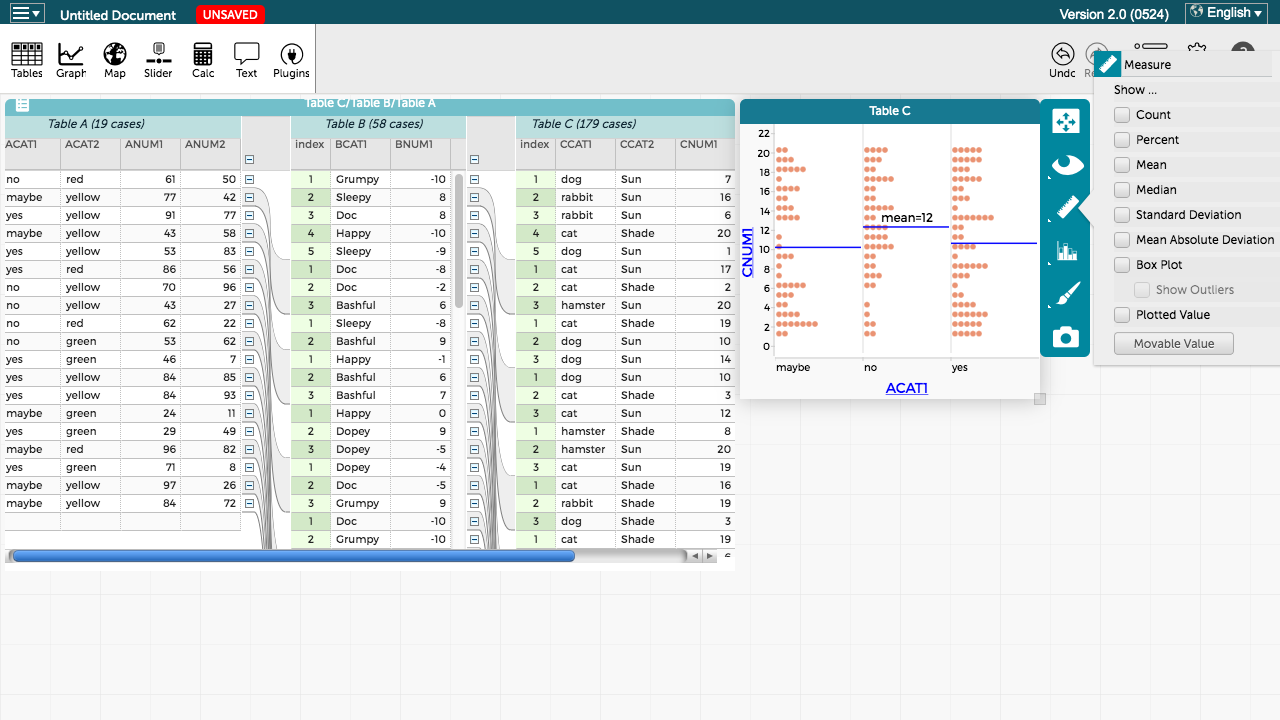 Untitled Document UNSAVED Version 2.0 (0524) English
Tables Graph Map Slider Calc Text Plugins Undo
Measure
Show ...
Count
Percent
Mean
Median
Standard Deviation
Mean Absolute Deviation
Box Plot
Show Outliers
Plotted Value
Movable Value
Table C/Table B/Table A
Table A (19 cases) Table B (58 cases) Table C (179 cases)
ACAT1 ACAT2 ANUM1 ANUM2 index BCAT1 BNUM1 index CCAT1 CCAT2 CNUM1
no red 61 50 1 Grumpy -10 1 dog Sun 7
maybe yellow 77 42 2 Sleepy 8 2 rabbit Sun 16
yes yellow 91 77 3 Doc 8 3 rabbit Sun 6
maybe yellow 43 58 4 Happy -10 4 cat Shade 20
yes yellow 53 83 5 Sleepy -9 5 dog Sun 1
yes red 86 56 1 Doc -8 1 cat Sun 17
no yellow 70 96 2 Doc -2 2 cat Shade 2
no yellow 43 27 3 Bashful 6 3 hamster Sun 20
no red 62 22 1 Sleepy -8 1 cat Shade 19
no green 53 62 2 Bashful 9 2 dog Sun 10
yes green 46 7 1 Happy -1 3 dog Sun 14
yes yellow 84 85 2 Bashful 6 1 dog Sun 10
yes yellow 84 93 3 Bashful 7 2 cat Shade 3
maybe green 24 11 1 Happy 0 3 cat Sun 12
yes green 29 49 2 Dopey 9 1 hamster Shade 8
maybe red 96 82 3 Dopey -5 2 hamster Sun 20
yes green 71 8 1 Dopey -4 3 cat Sun 19
maybe yellow 97 26 2 Doc -5 1 cat Shade 16
maybe yellow 84 72 3 Grumpy 9 2 rabbit Shade 19
1 Doc -10 3 dog Shade 3
2 Grumpy -10 1 cat Shade 19
Table C
22
20
18
16
14
12
10
8
6
4
2
0
CNUM1
mean=12
maybe no yes
ACAT1